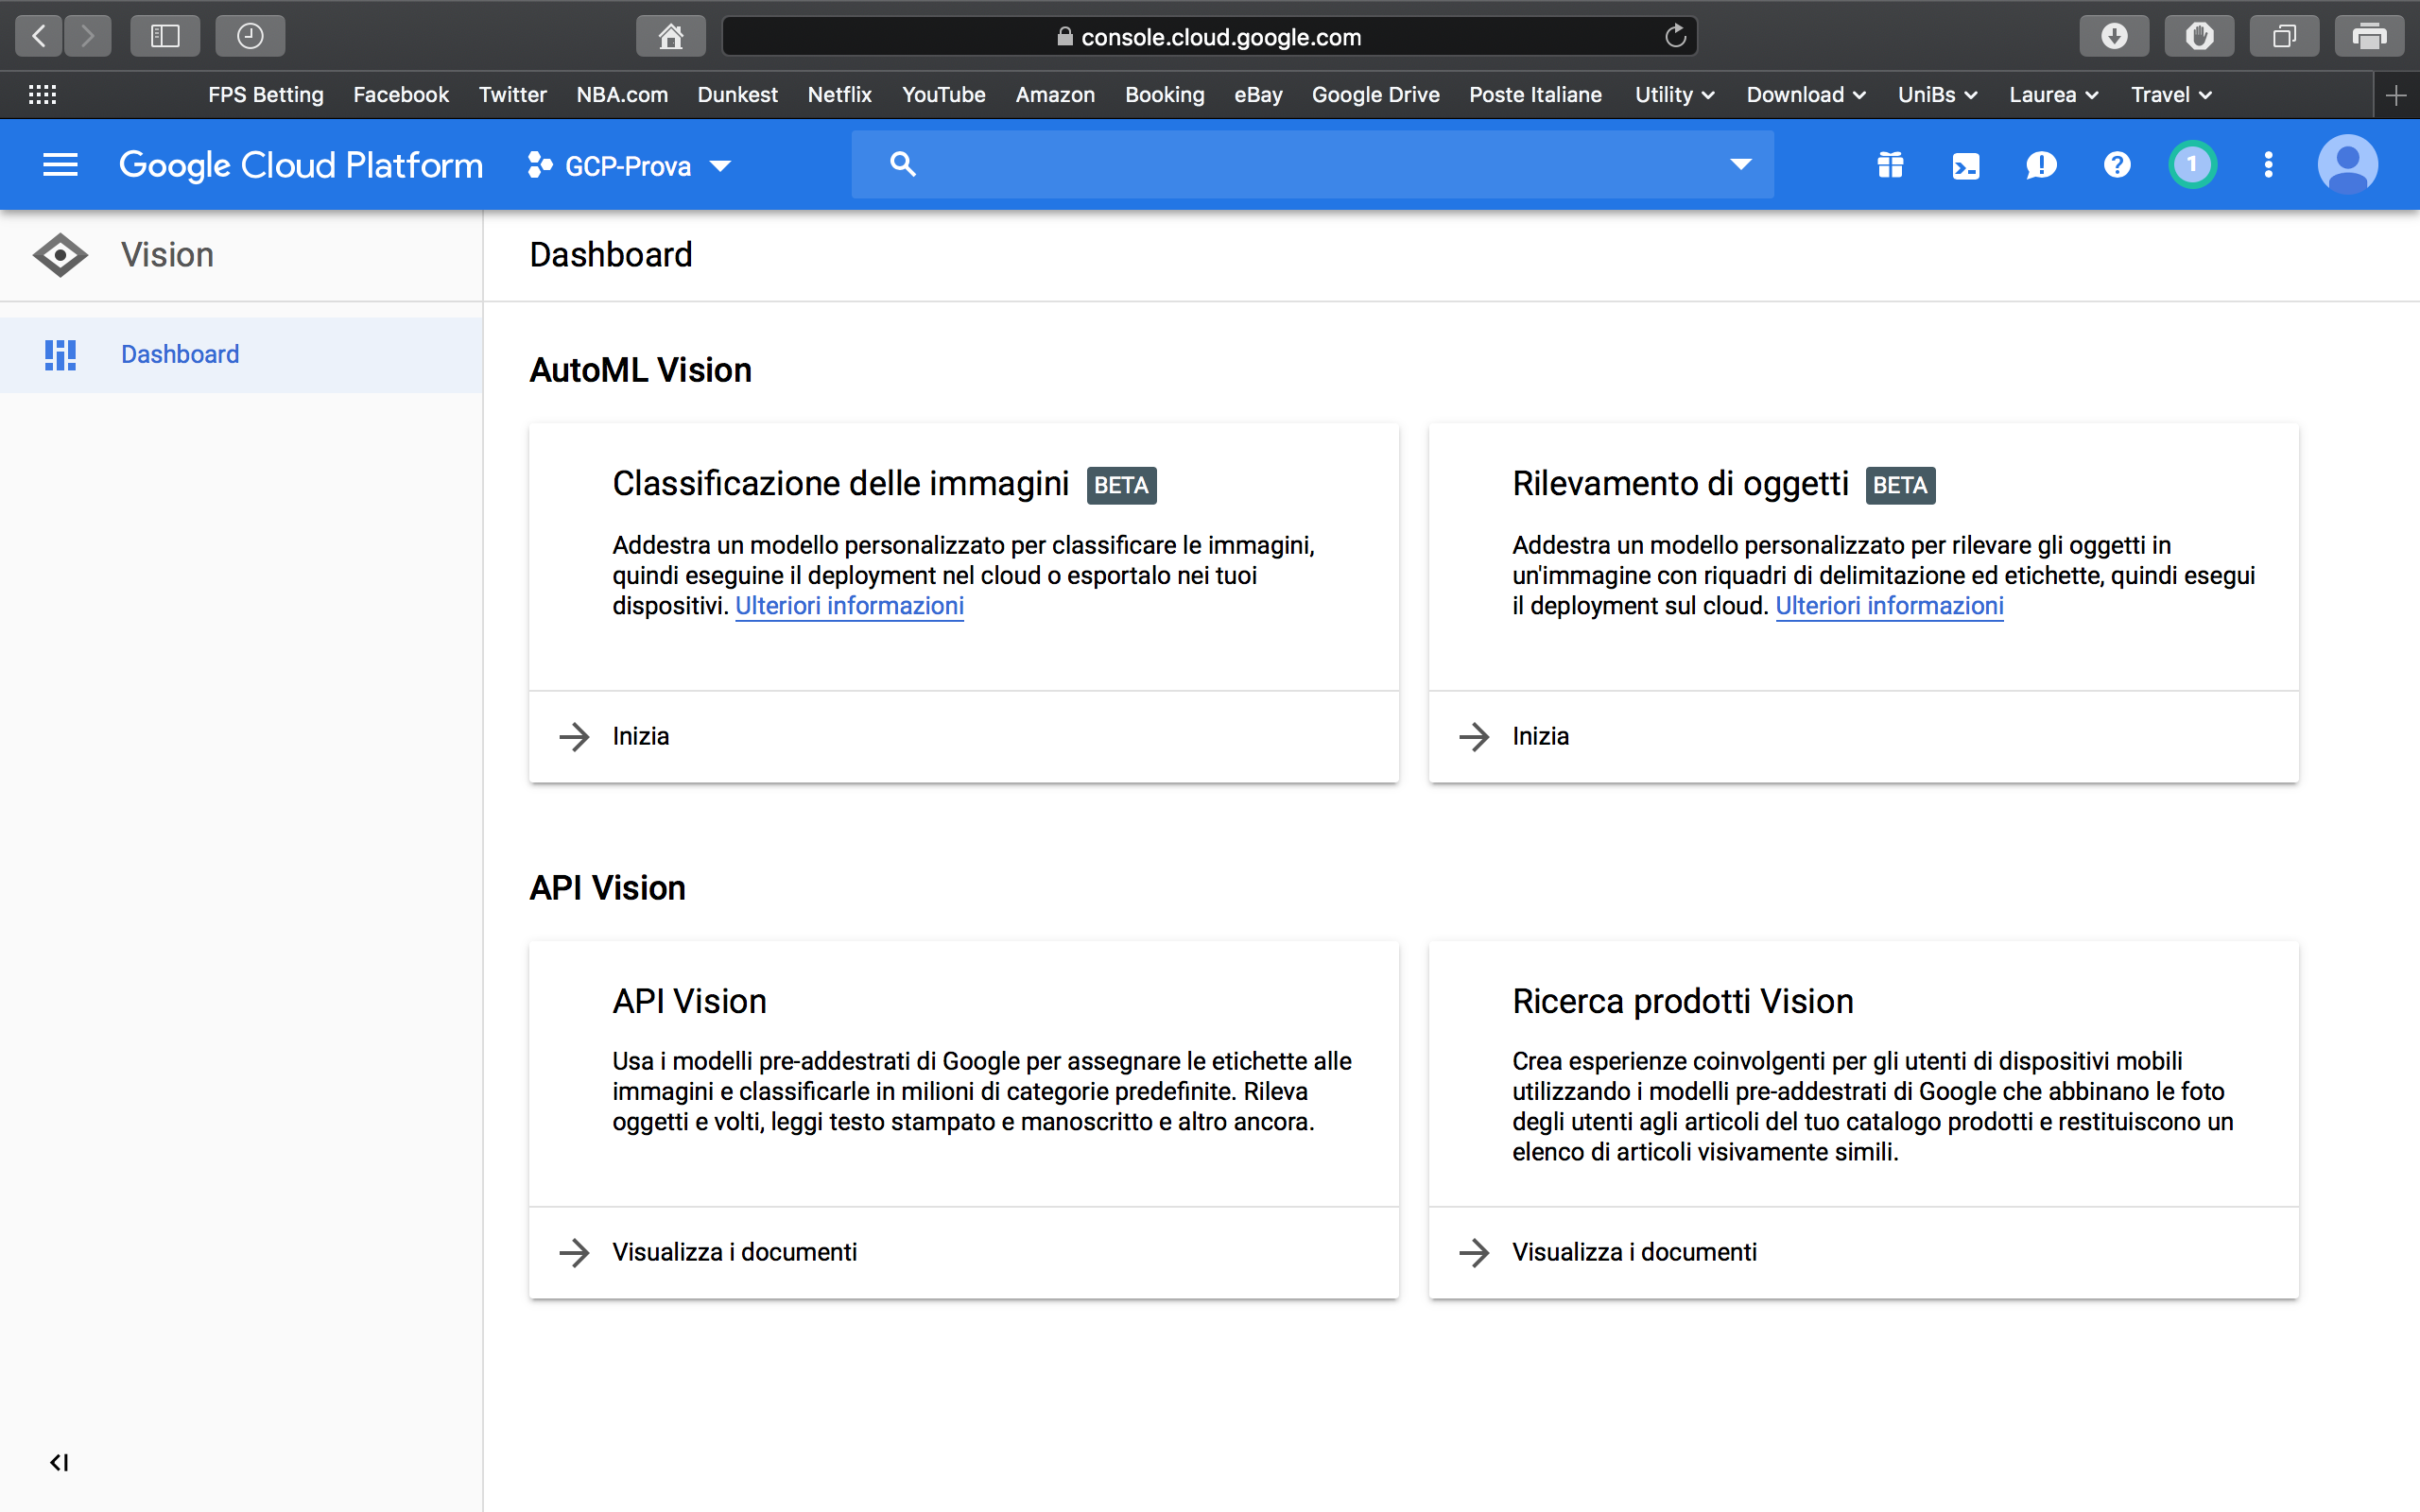 console.cloud.google.com
FPS Betting Facebook Twitter NBA.com Dunkest Netflix YouTube Amazon Booking eBay Google Drive Poste Italiane Utility Download UniBs Laurea Travel
Google Cloud Platform GCP-Prova 1
Vision
Dashboard
Dashboard
AutoML Vision
Classificazione delle immagini BETA
Addestra un modello personalizzato per classificare le immagini,
quindi eseguine il deployment nel cloud o esportalo nei tuoi
dispositivi. Ulteriori informazioni
Inizia
Rilevamento di oggetti BETA
Addestra un modello personalizzato per rilevare gli oggetti in
un'immagine con riquadri di delimitazione ed etichette, quindi esegui
il deployment sul cloud. Ulteriori informazioni
Inizia
API Vision
API Vision
Usa i modelli pre-addestrati di Google per assegnare le etichette alle
immagini e classificarle in milioni di categorie predefinite. Rileva
oggetti e volti, leggi testo stampato e manoscritto e altro ancora.
Visualizza i documenti
Ricerca prodotti Vision
Crea esperienze coinvolgenti per gli utenti di dispositivi mobili
utilizzando i modelli pre-addestrati di Google che abbinano le foto
degli utenti agli articoli del tuo catalogo prodotti e restituiscono un
elenco di articoli visivamente simili.
Visualizza i documenti